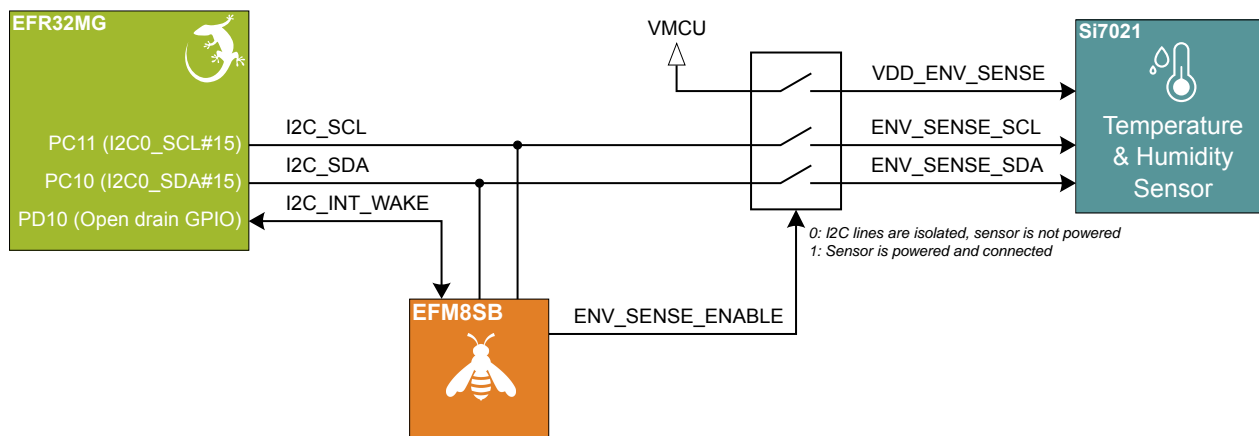 EFR32MG
PC11 (I2C0_SCL#15)
PC10 (I2C0_SDA#15)
PD10 (Open drain GPIO)
I2C_SCL
I2C_SDA
I2C_INT_WAKE
EFM8SB
ENV_SENSE_ENABLE
VMCU
VDD_ENV_SENSE
ENV_SENSE_SCL
ENV_SENSE_SDA
0: I2C lines are isolated, sensor is not powered
1: Sensor is powered and connected
Si7021
Temperature
& Humidity
Sensor